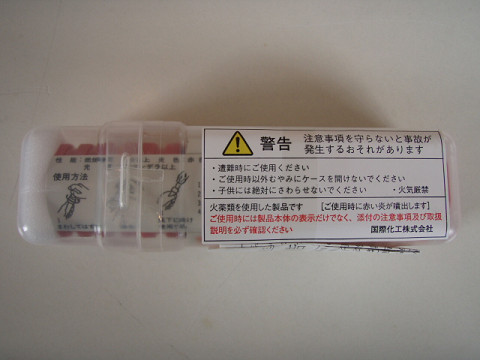 警告
注意事項を守らないと事故が
発生するおそれがあります
・遭難時にご使用ください
・ご使用時以外むやみにケースを開けないでください
・子供には絶対にさわらせないでください ・火気厳禁
火薬類を使用した製品です [ご使用時に赤い炎が噴出します]
ご使用時には製品本体の表示だけでなく、添付の注意事項及び取扱
説明を必ず確認ください
国際化工株式会社
性能
以上
使用方法